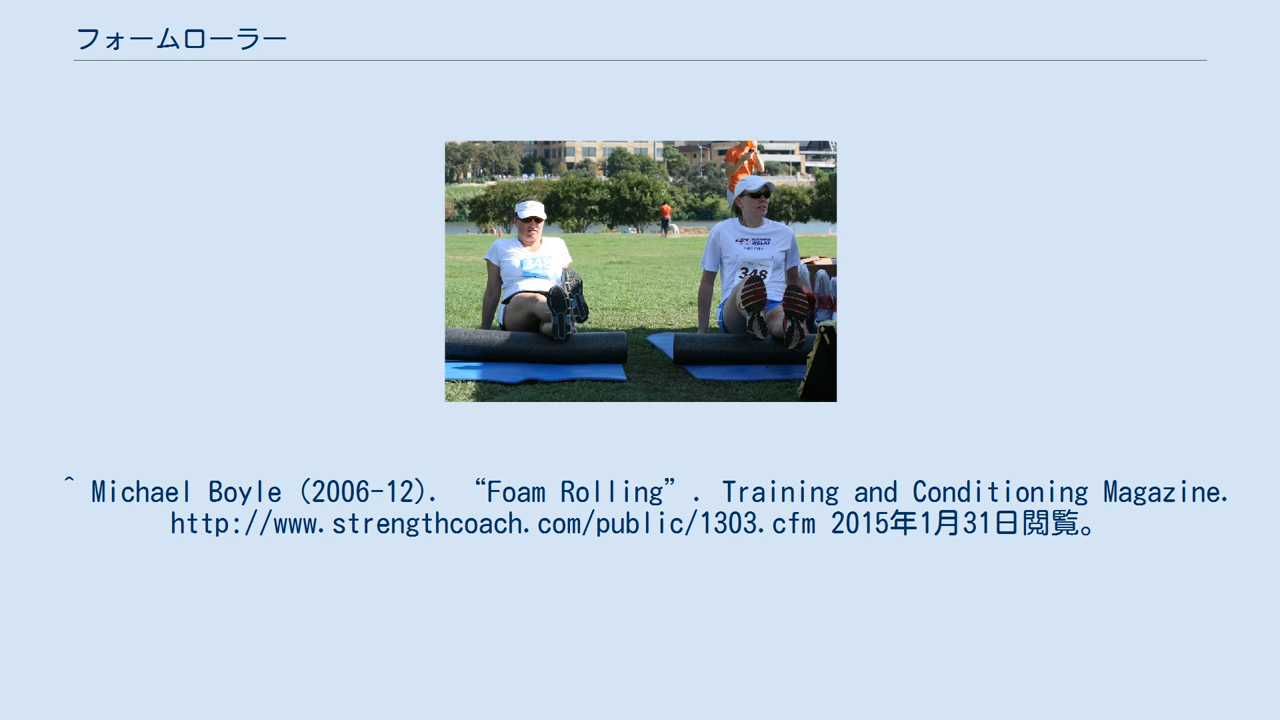 フォームローラー
348
^ Michael Boyle (2006-12). “Foam Rolling”. Training and Conditioning Magazine.
http://www.strengthcoach.com/public/1303.cfm 2015年1月31日閲覧。